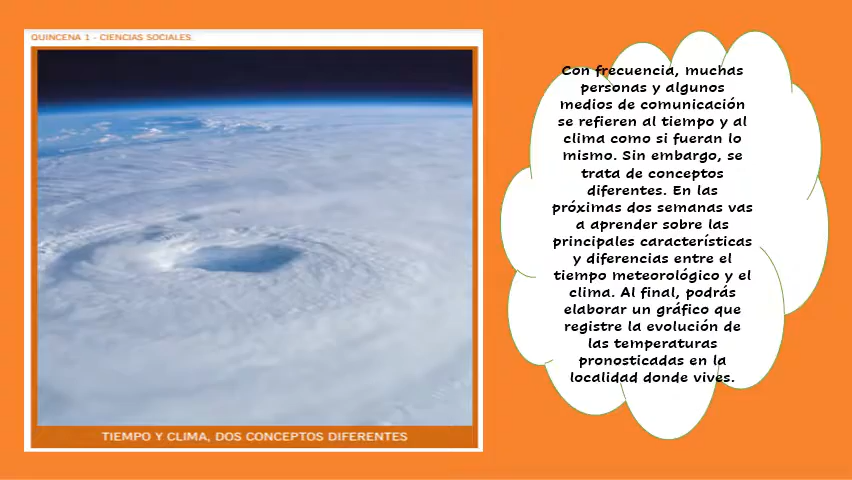 QUINCENA 1 - CIENCIAS SOCIALES
TIEMPO Y CLIMA, DOS CONCEPTOS DIFERENTES
Con frecuencia, muchas
personas y algunos
medios de comunicación
se refieren al tiempo y al
clima como si fueran lo
mismo. Sin embargo, se
trata de conceptos
diferentes. En las
próximas dos semanas vas
a aprender sobre las
principales características
y diferencias entre el
tiempo meteorológico y el
clima. Al final, podrás
elaborar un gráfico que
registre la evolución de
las temperaturas
pronosticadas en la
localidad donde vives.